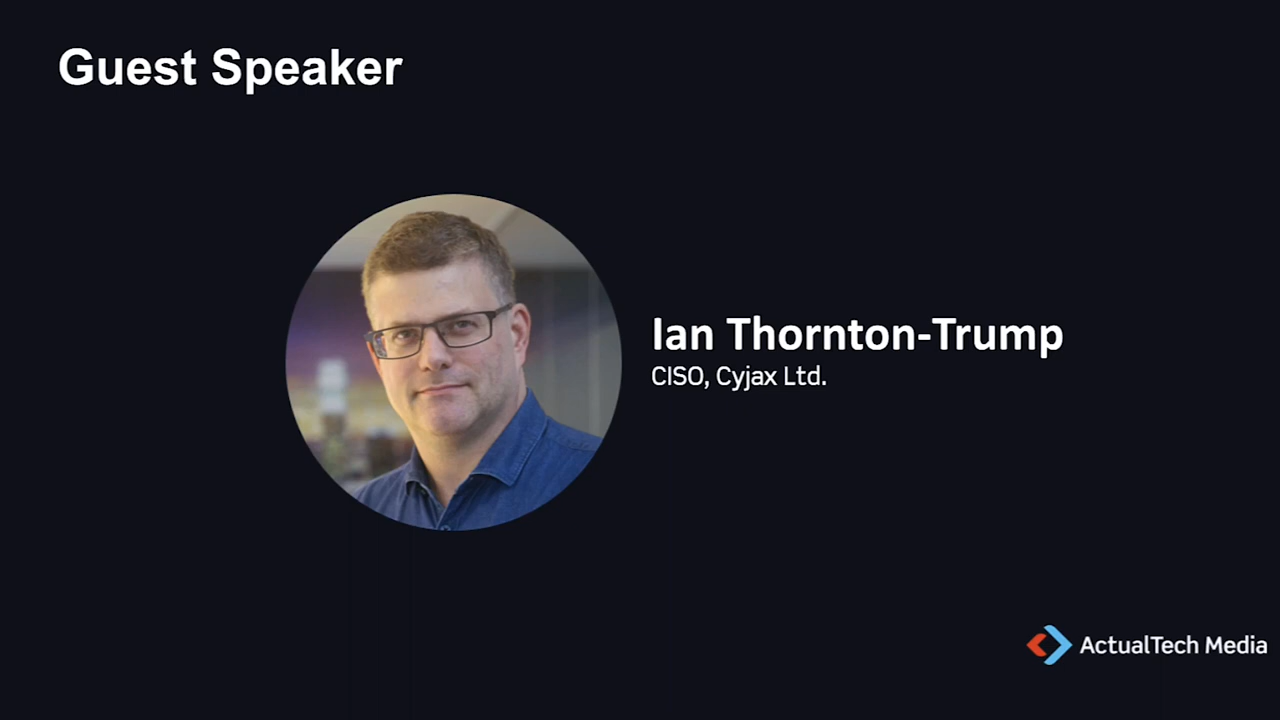 Guest Speaker
Ian Thornton-Trump
CISO, Cyjax Ltd.
ActualTech Media